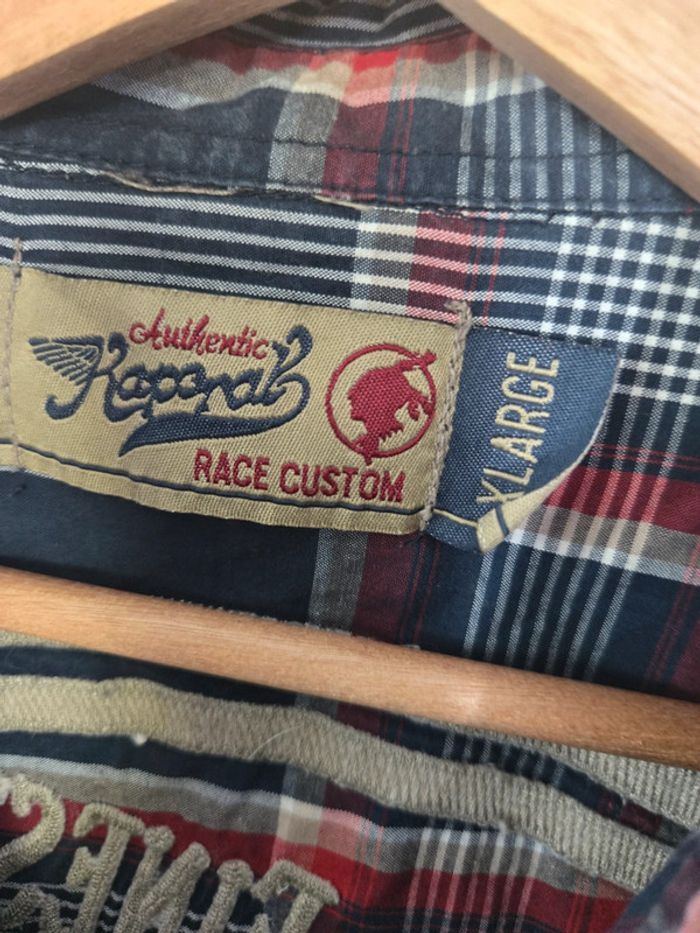 Authentic
Kaporal
RACE CUSTOM
XLARGE